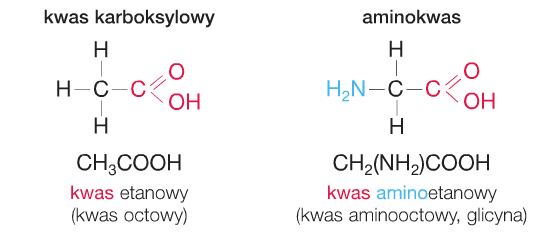 kwas karboksylowy
H
H–C–C
O
OH
H
CH₃COOH
kwas etanowy
(kwas octowy)
aminokwas
H
H₂N–C–C
O
OH
H
CH₂(NH₂)COOH
kwas aminoetanowy
(kwas aminooctowy, glicyna)